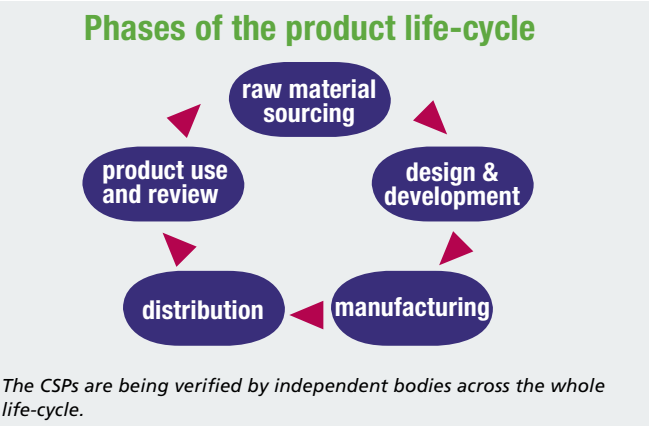 Phases of the product life-cycle
raw material
sourcing
design &
development
manufacturing
distribution
product use
and review
The CSPs are being verified by independent bodies across the whole
life-cycle.